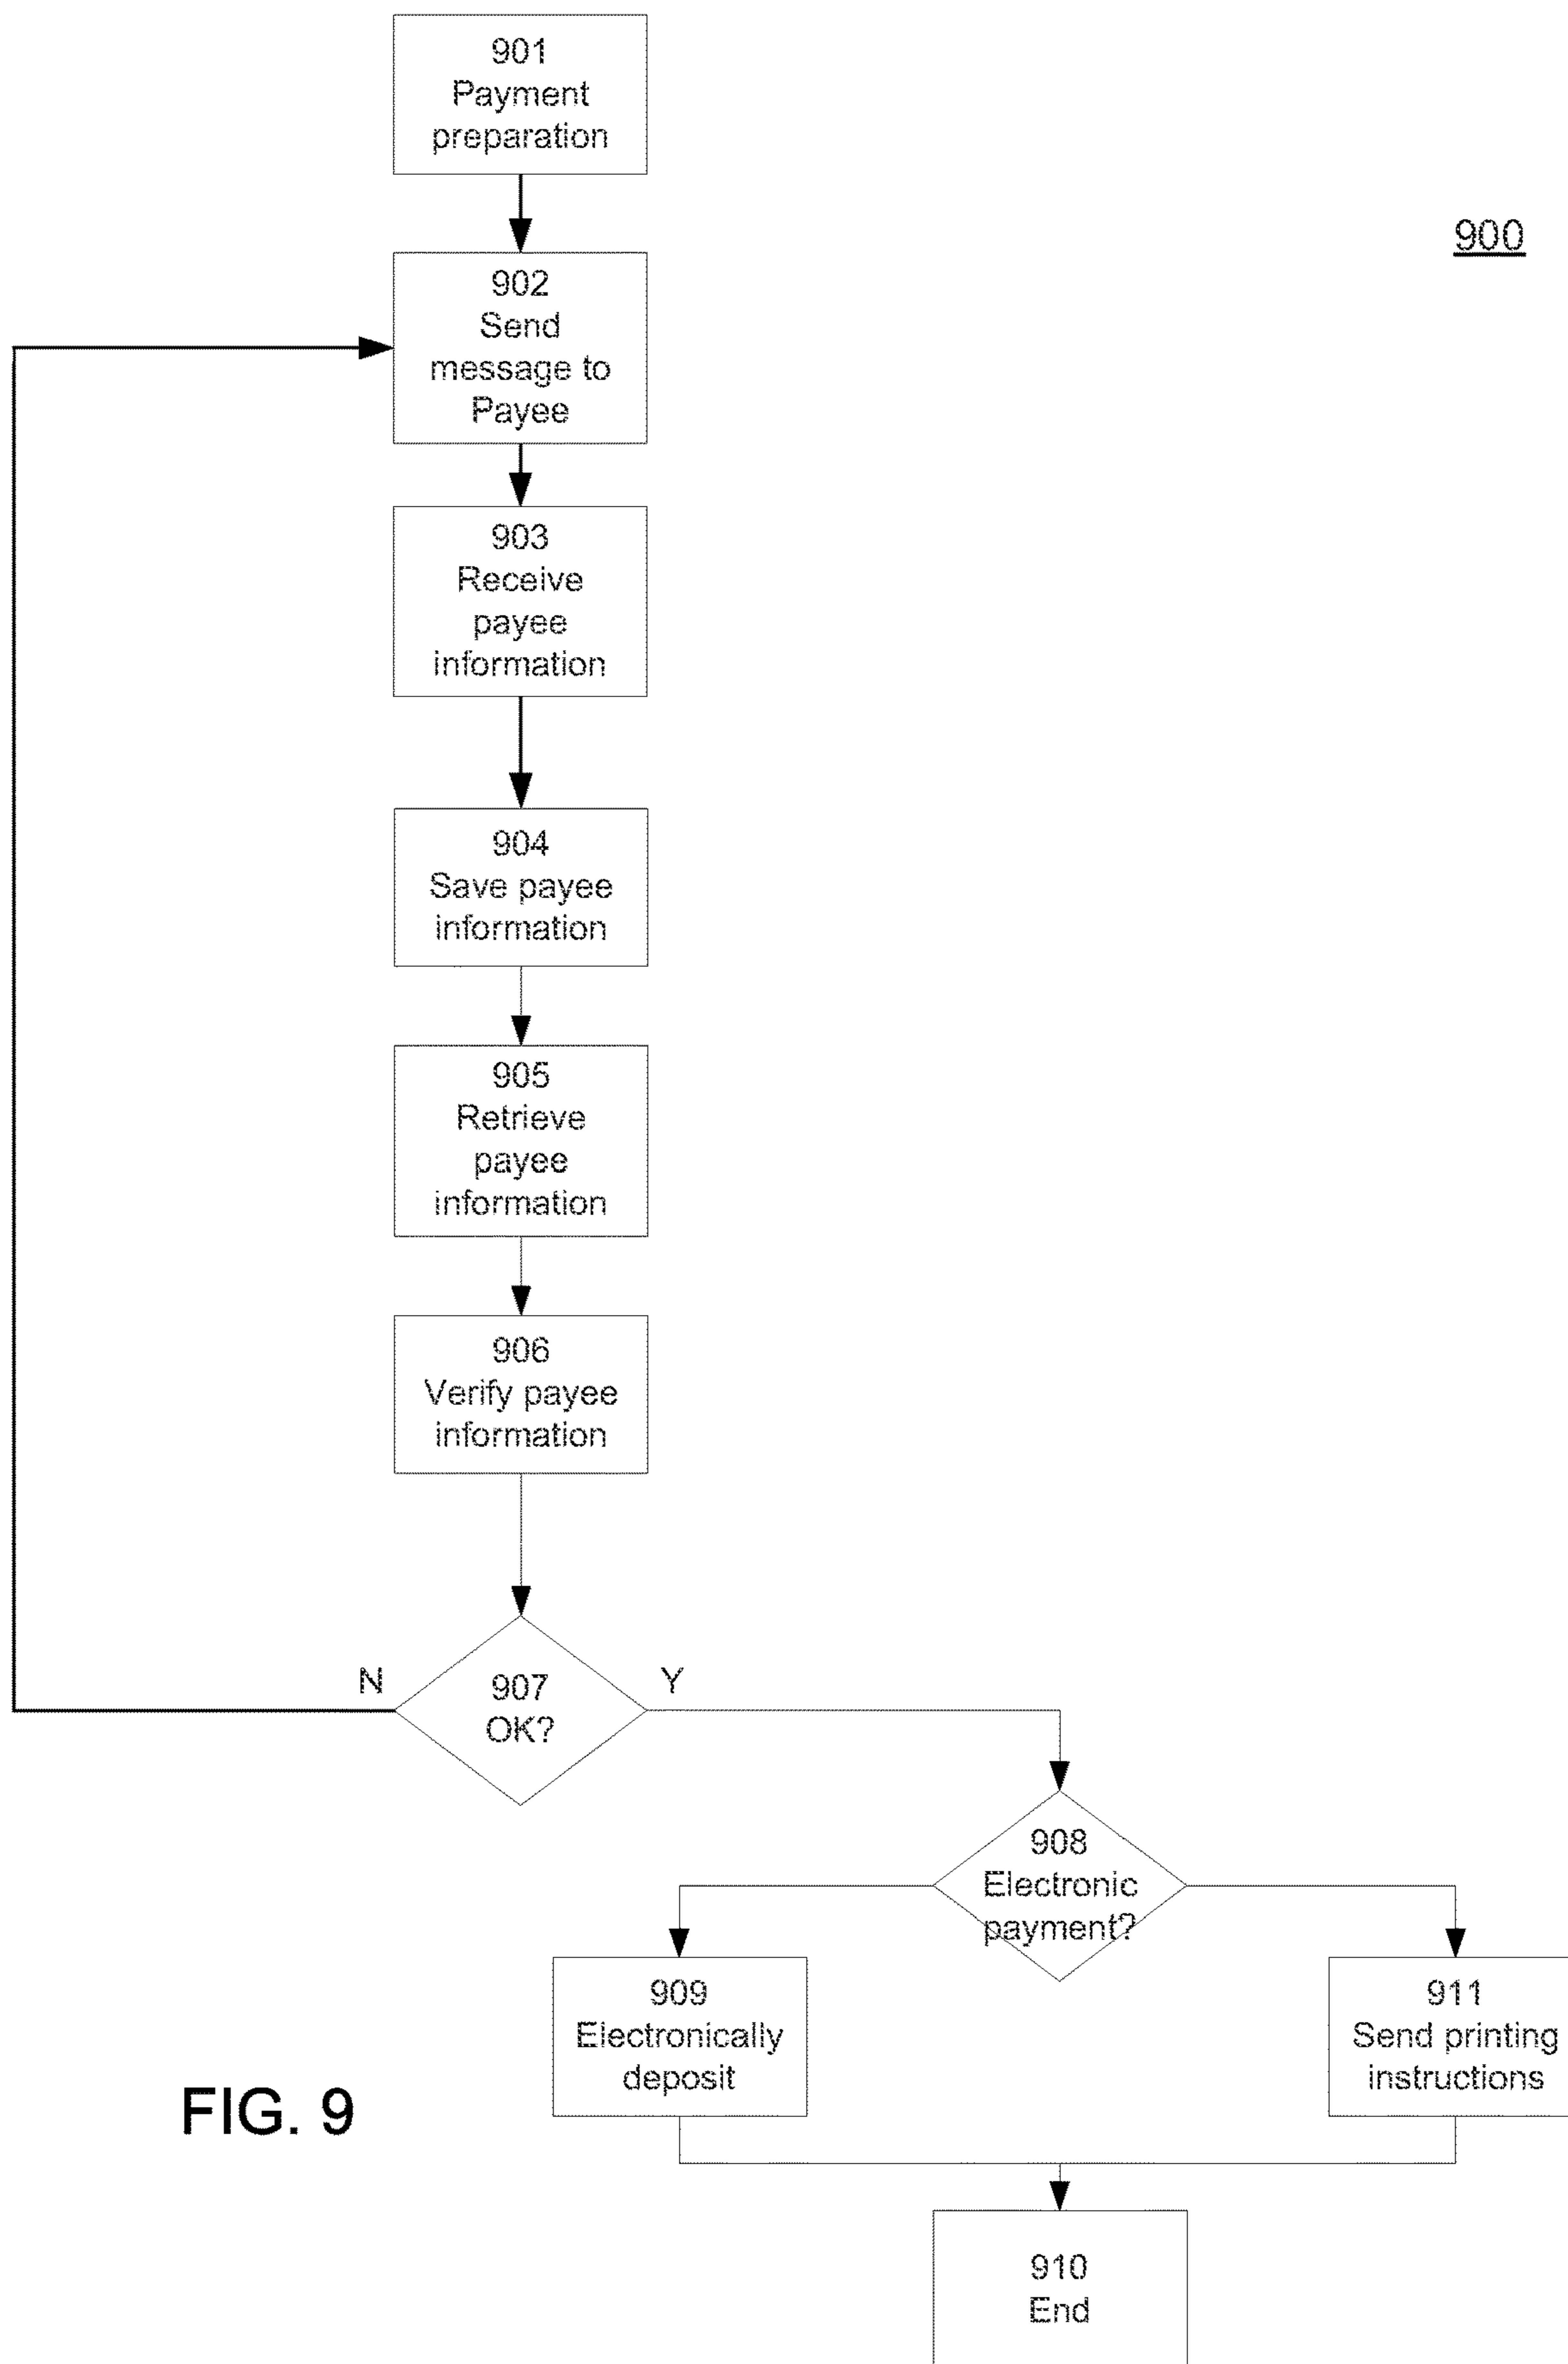 901
Payment
preparation
900
902
Send
message to
Payee
903
Receive
payee
information
904
Save payee
information
905
Retrieve
payee
information
906
Verify payee
information
N
907
OK?
Y
908
Electronic
payment?
909
Electronically
deposit
911
Send printing
instructions
FIG. 9
910
End